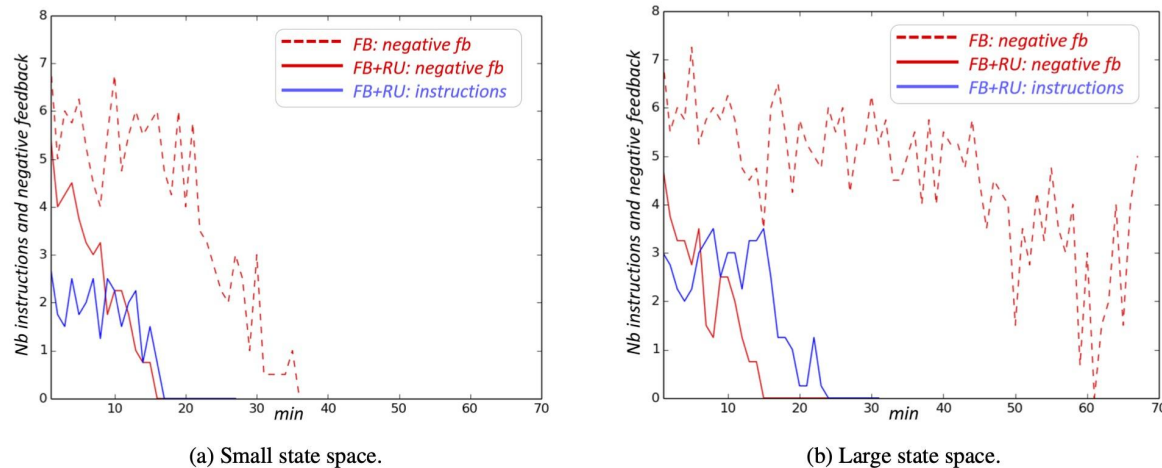 8
7
6
5
4
3
2
1
0
Nb instructions and negative feedback
FB: negative fb
FB+RU: negative fb
FB+RU: instructions
10
20
30
40
50
60
70
min
(a) Small state space.
8
7
6
5
4
3
2
1
0
Nb instructions and negative feedback
FB: negative fb
FB+RU: negative fb
FB+RU: instructions
10
20
30
40
50
60
70
min
(b) Large state space.